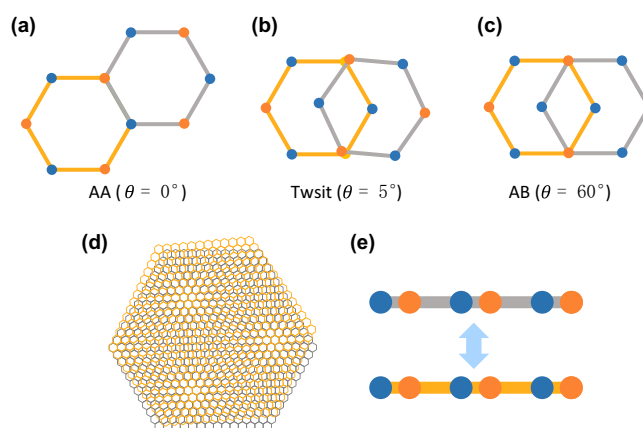 (a)
(b)
(c)
AA ( θ = 0°)
Twsit (θ = 5°)
AB (θ = 60°)
(d)
(e)